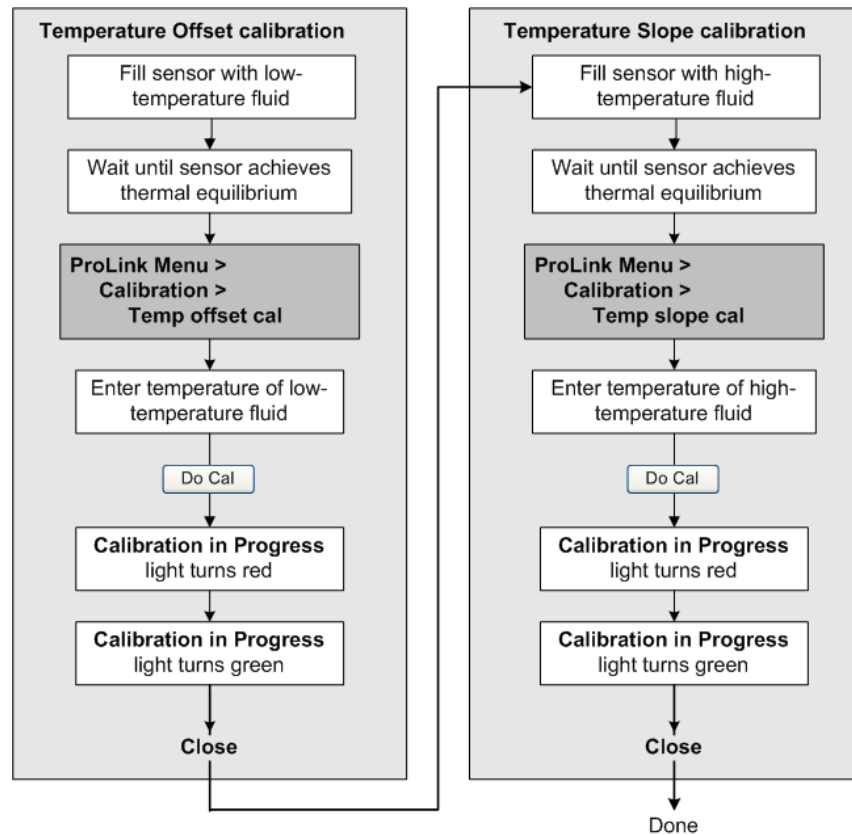 Temperature Offset calibration
Fill sensor with low-
temperature fluid
Wait until sensor achieves
thermal equilibrium
ProLink Menu >
Calibration >
Temp offset cal
Enter temperature of low-
temperature fluid
Do Cal
Calibration in Progress
light turns red
Calibration in Progress
light turns green
Close
Temperature Slope calibration
Fill sensor with high-
temperature fluid
Wait until sensor achieves
thermal equilibrium
ProLink Menu >
Calibration >
Temp slope cal
Enter temperature of high-
temperature fluid
Do Cal
Calibration in Progress
light turns red
Calibration in Progress
light turns green
Close
Done